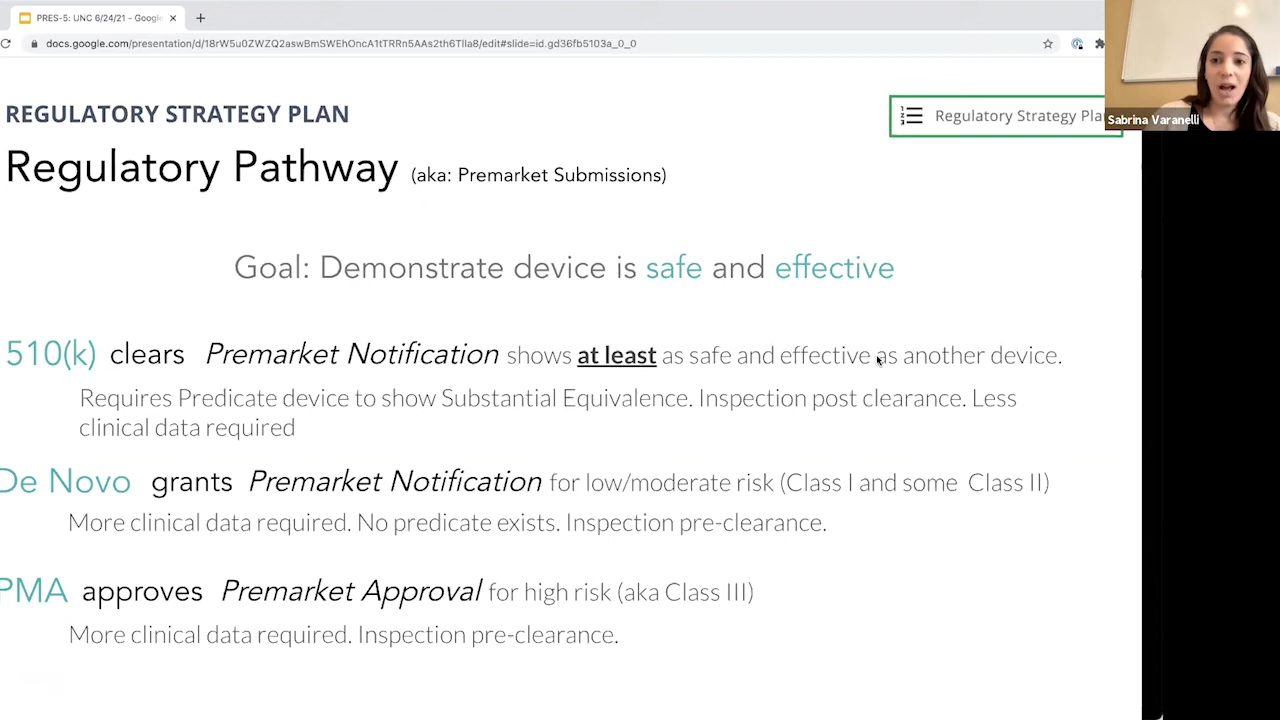 PRES-5: UNC 6/24/21 - Google
docs.google.com/presentation/d/18rW5u0ZWZQ2aswBmSWEhOncA1tTRRn5AAs2th6TlIa8/edit#slide=id.gd36fb5103a_0_0
REGULATORY STRATEGY PLAN
Regulatory Strategy Pla
Sabrina Varanelli
Regulatory Pathway (aka: Premarket Submissions)
Goal: Demonstrate device is safe and effective
510(k) clears Premarket Notification shows at least as safe and effective as another device.
Requires Predicate device to show Substantial Equivalence. Inspection post clearance. Less
clinical data required
De Novo grants Premarket Notification for low/moderate risk (Class I and some Class II)
More clinical data required. No predicate exists. Inspection pre-clearance.
PMA approves Premarket Approval for high risk (aka Class III)
More clinical data required. Inspection pre-clearance.